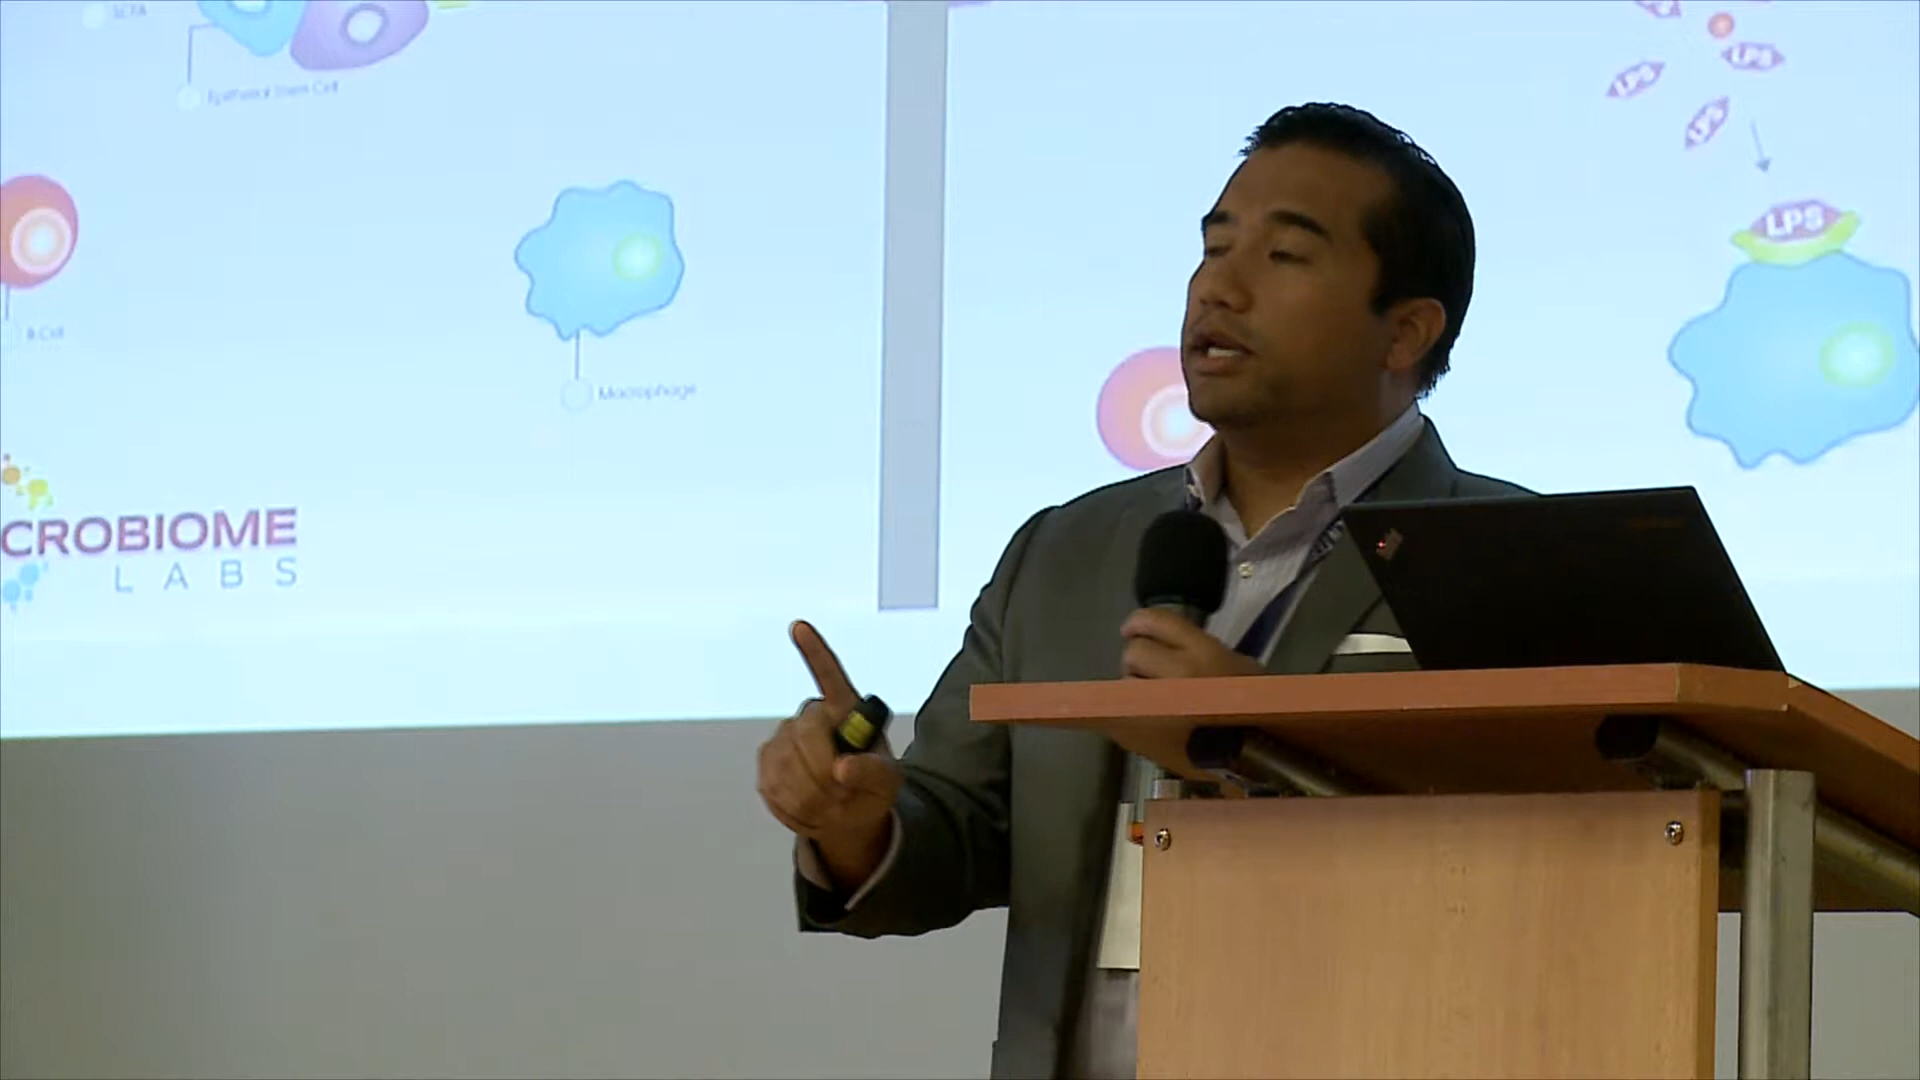 SCFA
Epithelial Stem Cell
B Cell
Macrophage
CROBIOME
LABS
LPS
LPS
LPS
LPS